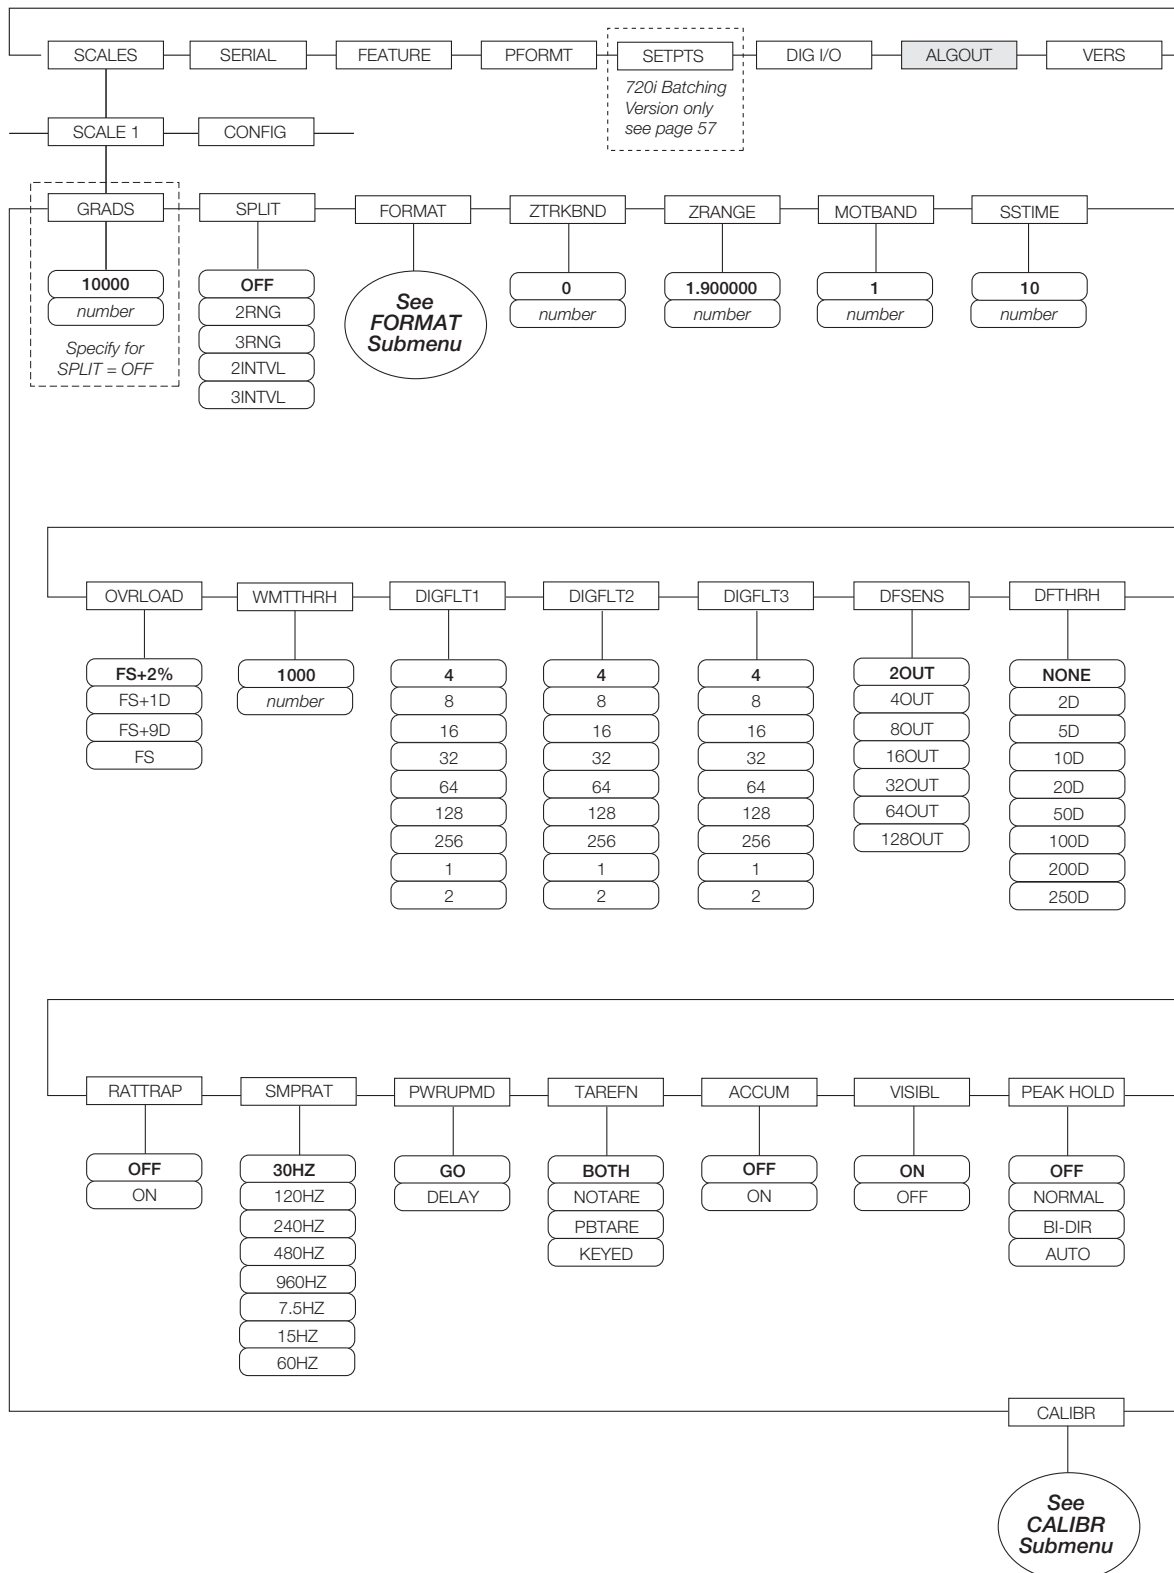 SCALES SERIAL FEATURE PFORMT SETPTS DIG I/O ALGOUT VERS
720i Batching
Version only
see page 57
SCALE 1 CONFIG
GRADS SPLIT FORMAT ZTRKBND ZRANGE MOTBAND SSTIME
10000
number
Specify for
SPLIT = OFF
OFF
2RNG
3RNG
2INTVL
3INTVL
See
FORMAT
Submenu
0
number
1.900000
number
1
number
10
number
OVRLOAD WMTTHRH DIGFLT1 DIGFLT2 DIGFLT3 DFSENS DFTHRH
FS+2%
FS+1D
FS+9D
FS
1000
number
4
8
16
32
64
128
256
1
2
4
8
16
32
64
128
256
1
2
4
8
16
32
64
128
256
1
2
2OUT
4OUT
8OUT
16OUT
32OUT
64OUT
128OUT
NONE
2D
5D
10D
20D
50D
100D
200D
250D
RATTRAP SMPRAT PWRUPMD TAREFN ACCUM VISIBL PEAK HOLD
OFF
ON
30HZ
120HZ
240HZ
480HZ
960HZ
7.5HZ
15HZ
60HZ
GO
DELAY
BOTH
NOTARE
PBTARE
KEYED
OFF
ON
ON
OFF
OFF
NORMAL
BI-DIR
AUTO
CALIBR
See
CALIBR
Submenu